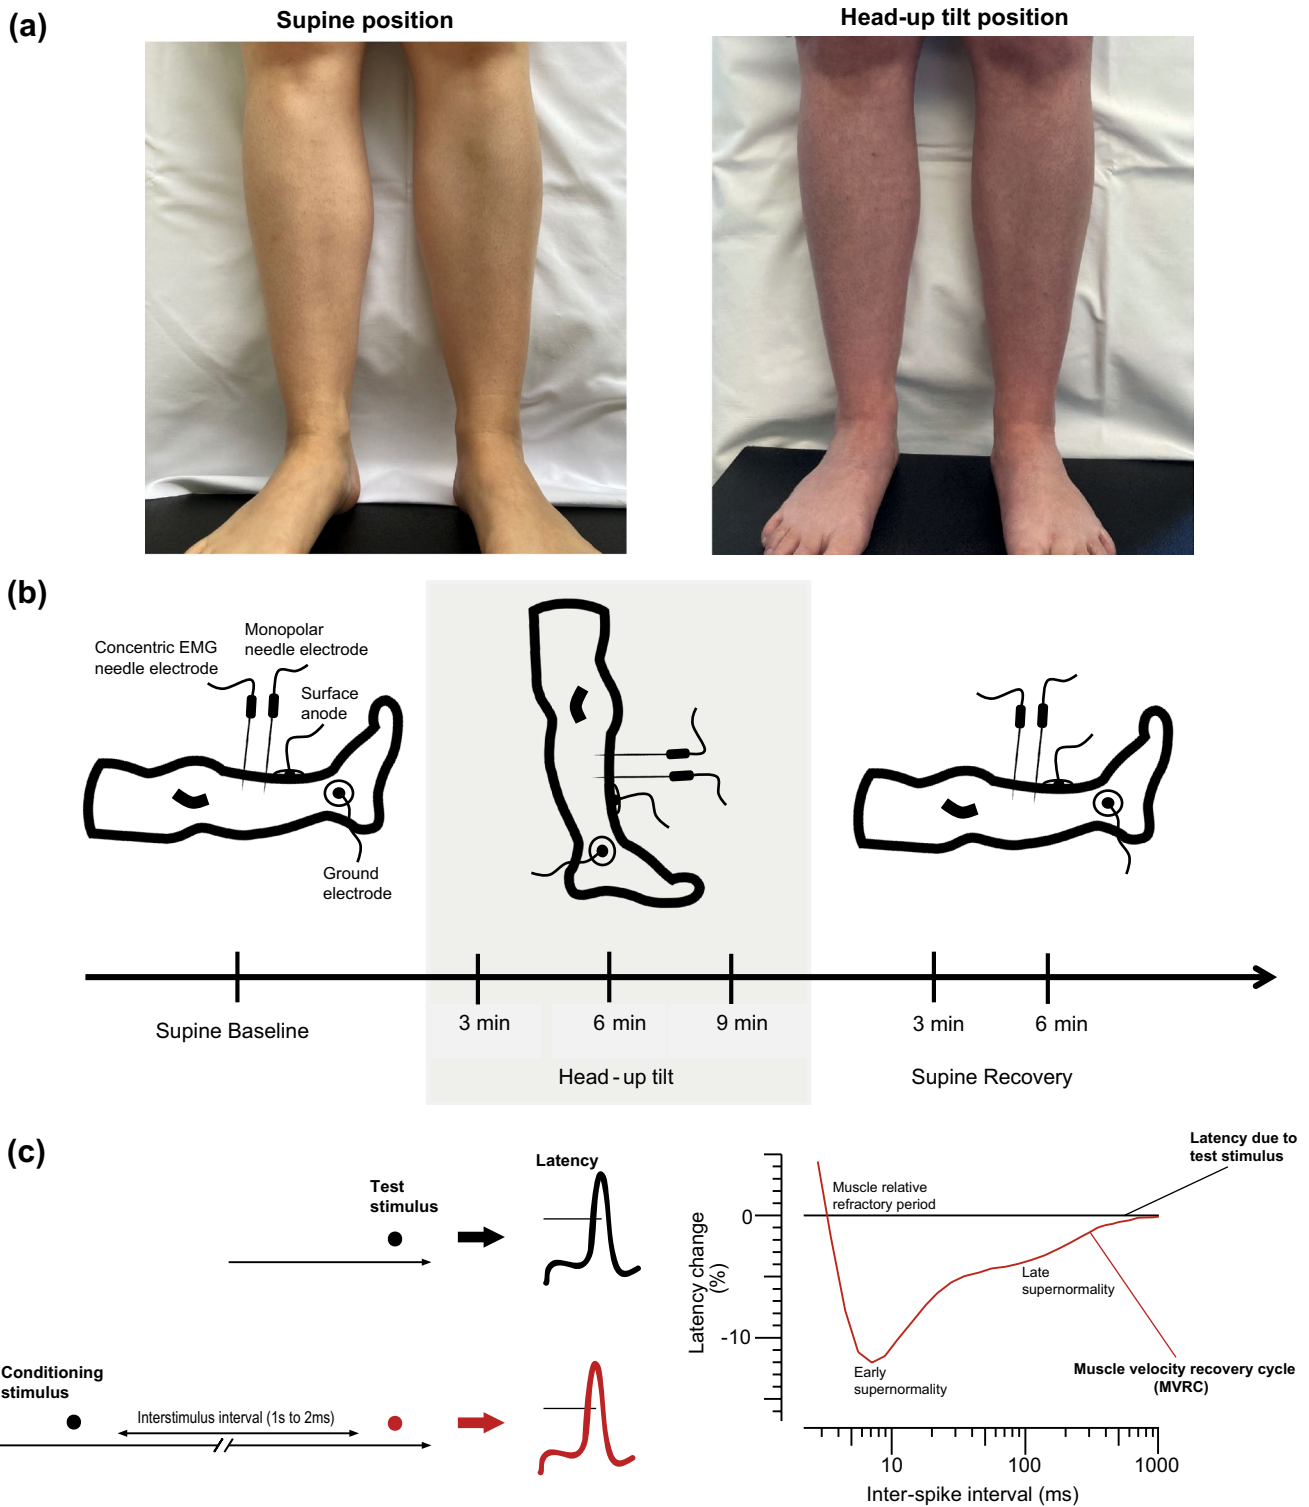 (a)
Supine position
Head-up tilt position
(b)
Concentric EMG
needle electrode
Monopolar
needle electrode
Surface
anode
Ground
electrode
Supine Baseline
3 min
6 min
9 min
Head-up tilt
3 min
6 min
Supine Recovery
(c)
Test
stimulus
Latency
Conditioning
stimulus
Interstimulus interval (1s to 2ms)
Latency due to
test stimulus
Muscle relative
refractory period
Latency change
(%)
0
-10
Late
supernormality
Early
supernormality
Muscle velocity recovery cycle
(MVRC)
10
100
1000
Inter-spike interval (ms)